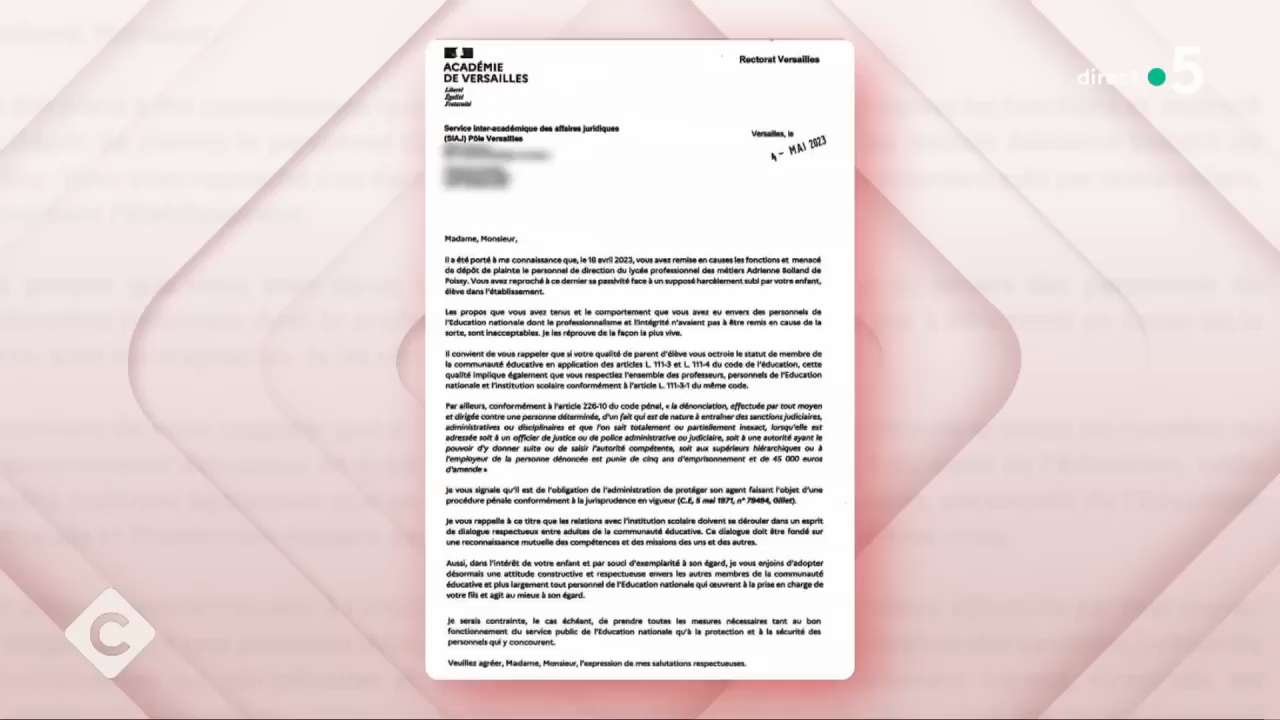 ACADÉMIE
DE VERSAILLES
Liberté
Égalité
Fraternité
Rectorat Versailles
direct 5
Service inter-académique des affaires juridiques
(SIAJ) Pôle Versailles
Versailles, le
4 - MAI 2023
Madame, Monsieur,
Il a été porté à ma connaissance que, le 18 avril 2023, vous avez remise en causes les fonctions et menacé
de dépôt de plainte le personnel de direction du lycée professionnel des métiers Adrienne Bolland de
Poissy. Vous avez reproché à ce dernier sa passivité face à un supposé harcèlement subi par votre enfant,
élève dans l'établissement.
Les propos que vous avez tenus et le comportement que vous avez eu envers des personnels de
l'Education nationale dont le professionnalisme et l'intégrité n'avaient pas à être remis en cause de la
sorte, sont inacceptables. Je les réprouve de la façon la plus vive.
Il convient de vous rappeler que si votre qualité de parent d'élève vous octroie le statut de membre de
la communauté éducative en application des articles L. 111-3 et L. 111-4 du code de l'éducation, cette
qualité implique également que vous respectiez l'ensemble des professeurs, personnels de l'Education
nationale et l'institution scolaire conformément à l'article L. 111-3-1 du même code.
Par ailleurs, conformément à l'article 226-10 du code pénal, « la dénonciation, effectuée par tout moyen
et dirigée contre une personne déterminée, d'un fait qui est de nature à entraîner des sanctions judiciaires,
administratives ou disciplinaires et que l'on sait totalement ou partiellement inexact, lorsqu'elle est
adressée soit à un officier de justice ou de police administrative ou judiciaire, soit à une autorité ayant le
pouvoir d'y donner suite ou de saisir l'autorité compétente, soit aux supérieurs hiérarchiques ou à
l'employeur de la personne dénoncée est punie de cinq ans d'emprisonnement et de 45 000 euros
d'amende »
Je vous signale qu'il est de l'obligation de l'administration de protéger son agent faisant l'objet d'une
procédure pénale conformément à la jurisprudence en vigueur (C.E, 5 mai 1971, n° 79494, Gillet).
Je vous rappelle à ce titre que les relations avec l'institution scolaire doivent se dérouler dans un esprit
de dialogue respectueux entre adultes de la communauté éducative. Ce dialogue doit être fondé sur
une reconnaissance mutuelle des compétences et des missions des uns et des autres.
Aussi, dans l'intérêt de votre enfant et par souci d'exemplarité à son égard, je vous enjoins d'adopter
désormais une attitude constructive et respectueuse envers les autres membres de la communauté
éducative et plus largement tout personnel de l'Education nationale qui œuvrent à la prise en charge de
votre fils et agit au mieux à son égard.
Je serais contrainte, le cas échéant, de prendre toutes les mesures nécessaires tant au bon
fonctionnement du service public de l'Education nationale qu'à la protection et à la sécurité des
personnels qui y concourent.
Veuillez agréer, Madame, Monsieur, l'expression de mes salutations respectueuses.
C